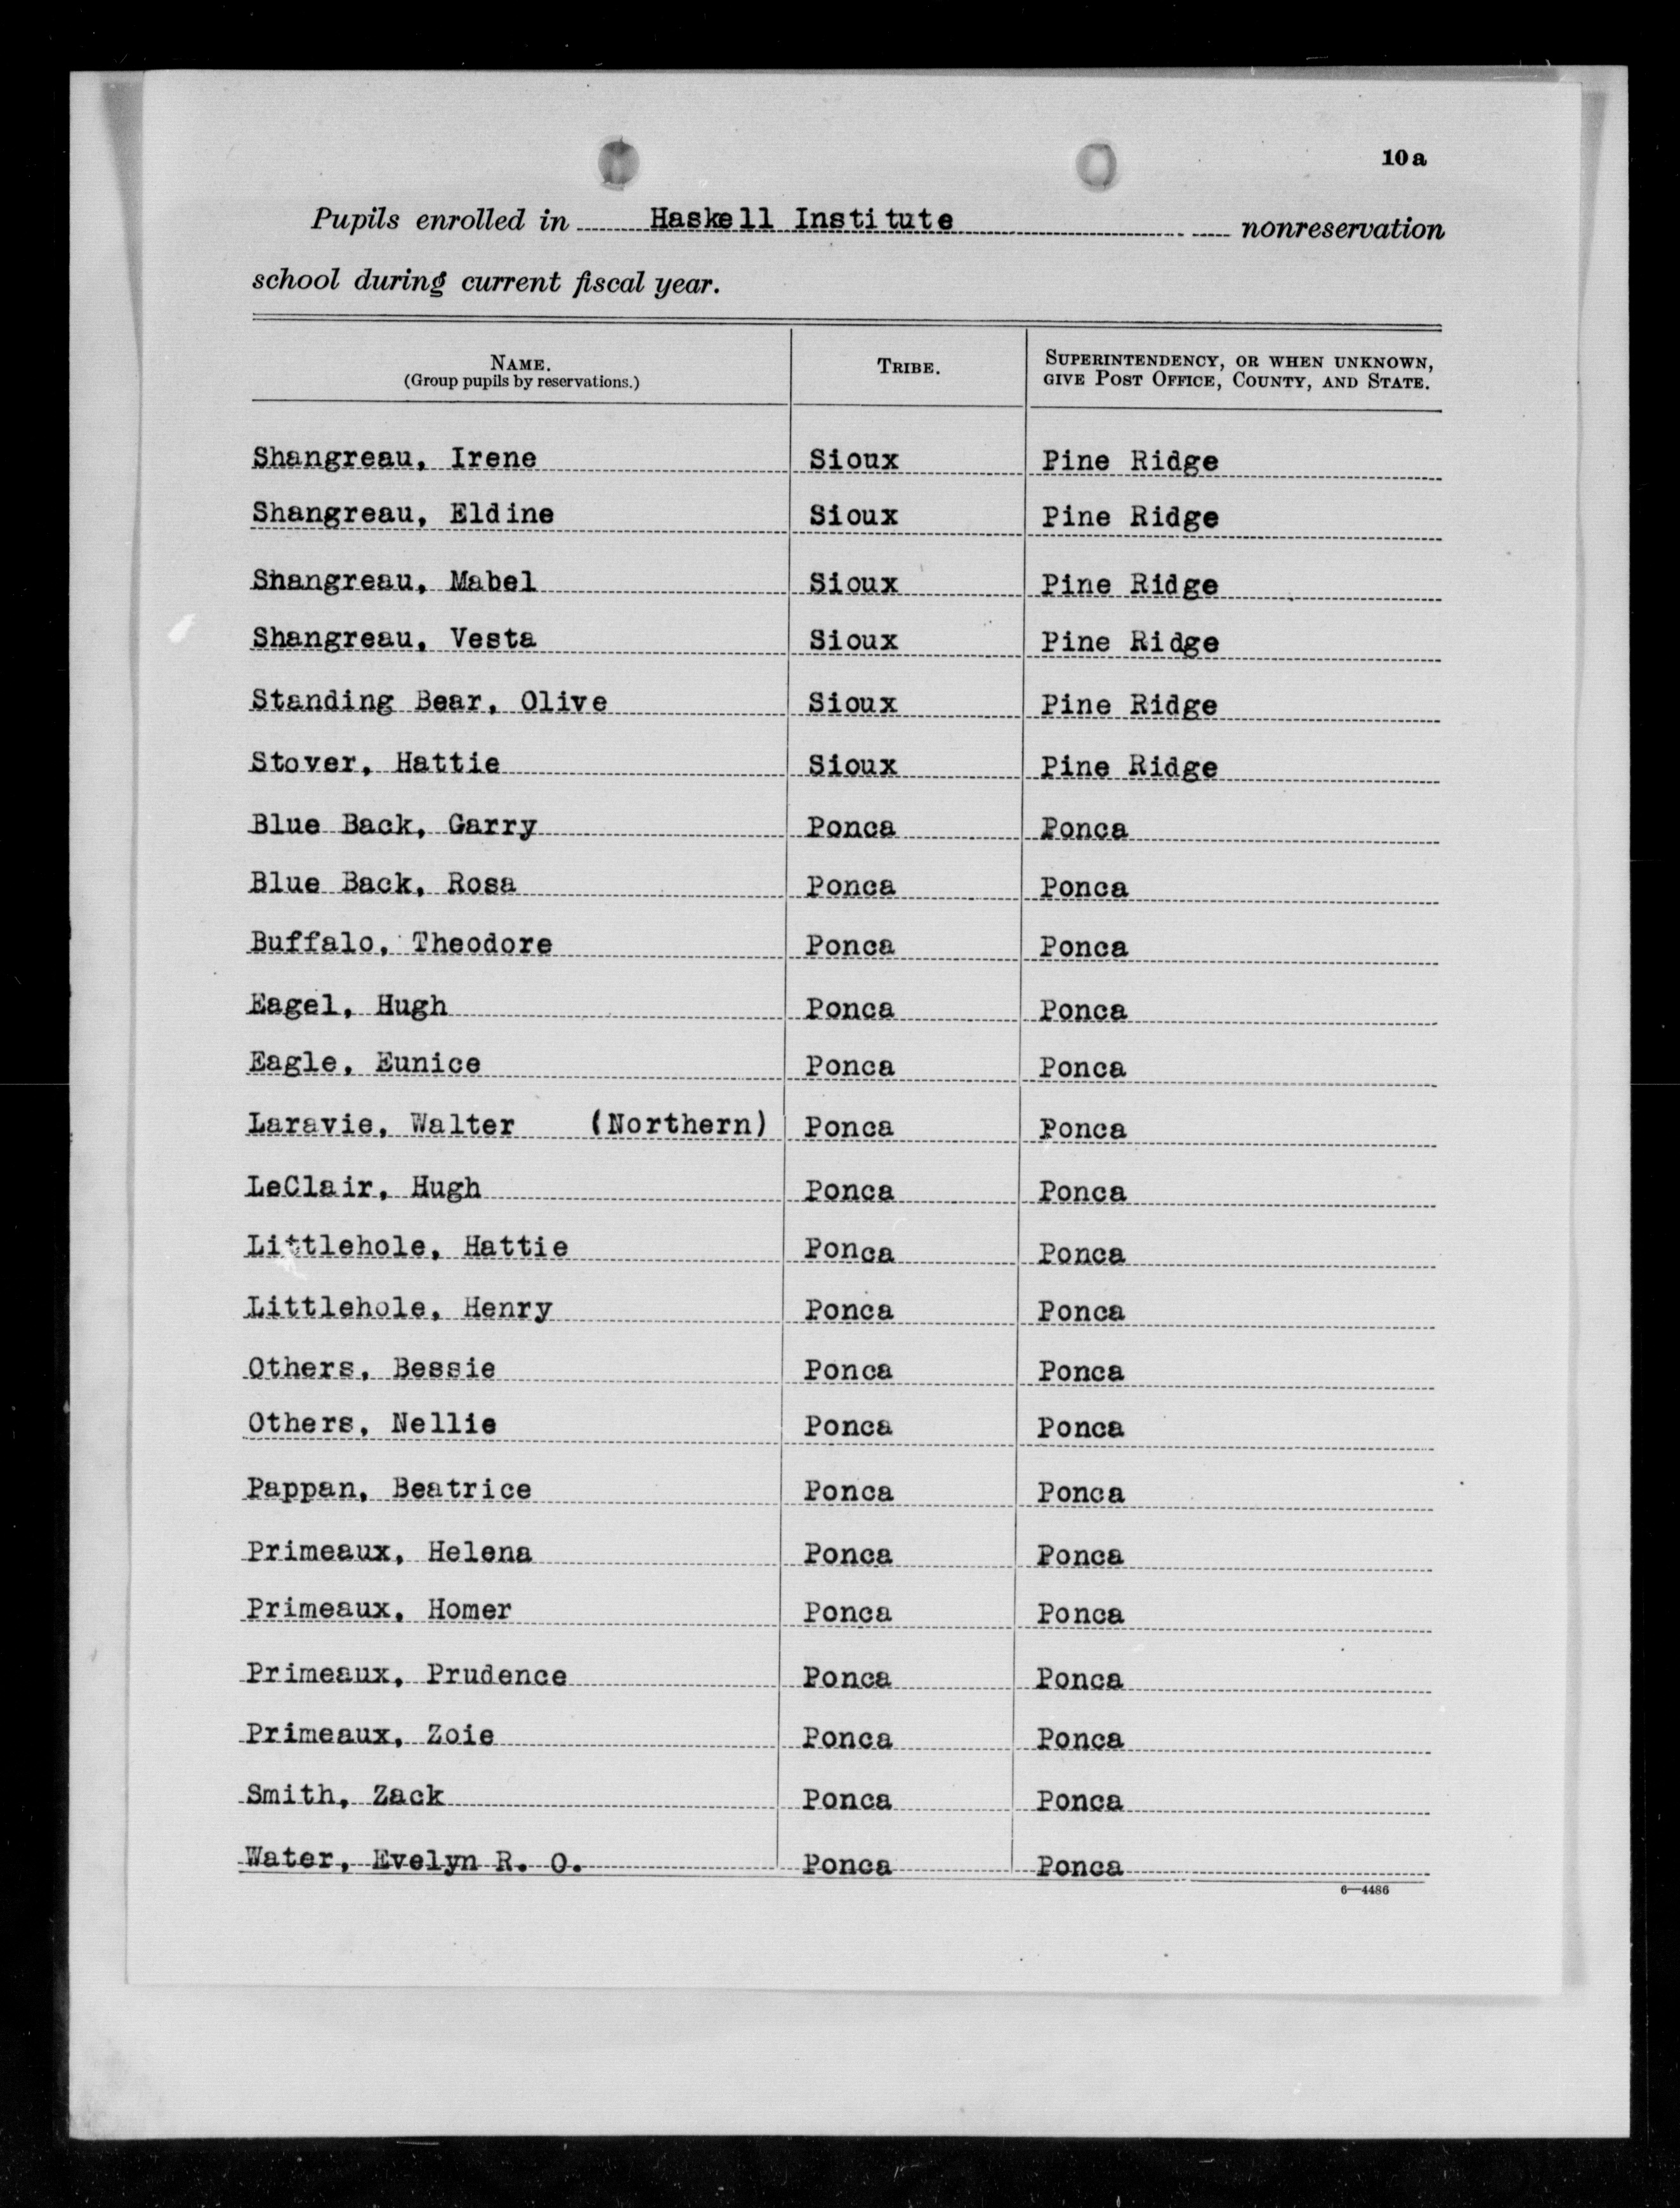 10a
Pupils enrolled in Haskell Institute nonreservation
school during current fiscal year.
NAME.
(Group pupils by reservations.)
TRIBE.
SUPERINTENDENCY, OR WHEN UNKNOWN,
GIVE POST OFFICE, COUNTY, AND STATE.
Shangreau, Irene Sioux Pine Ridge
Shangreau, Eldine Sioux Pine Ridge
Shangreau, Mabel Sioux Pine Ridge
Shangreau, Vesta Sioux Pine Ridge
Standing Bear, Olive Sioux Pine Ridge
Stover, Hattie Sioux Pine Ridge
Blue Back, Garry Ponca Ponca
Blue Back, Rosa Ponca Ponca
Buffalo, Theodore Ponca Ponca
Eagel, Hugh Ponca Ponca
Eagle, Eunice Ponca Ponca
Laravie, Walter (Northern) Ponca Ponca
LeClair, Hugh Ponca Ponca
Littlehole, Hattie Ponca Ponca
Littlehole, Henry Ponca Ponca
Others, Bessie Ponca Ponca
Others, Nellie Ponca Ponca
Pappan, Beatrice Ponca Ponca
Primeaux, Helena Ponca Ponca
Primeaux, Homer Ponca Ponca
Primeaux, Prudence Ponca Ponca
Primeaux, Zoie Ponca Ponca
Smith, Zack Ponca Ponca
Water, Evelyn R. O. Ponca Ponca
6—4486